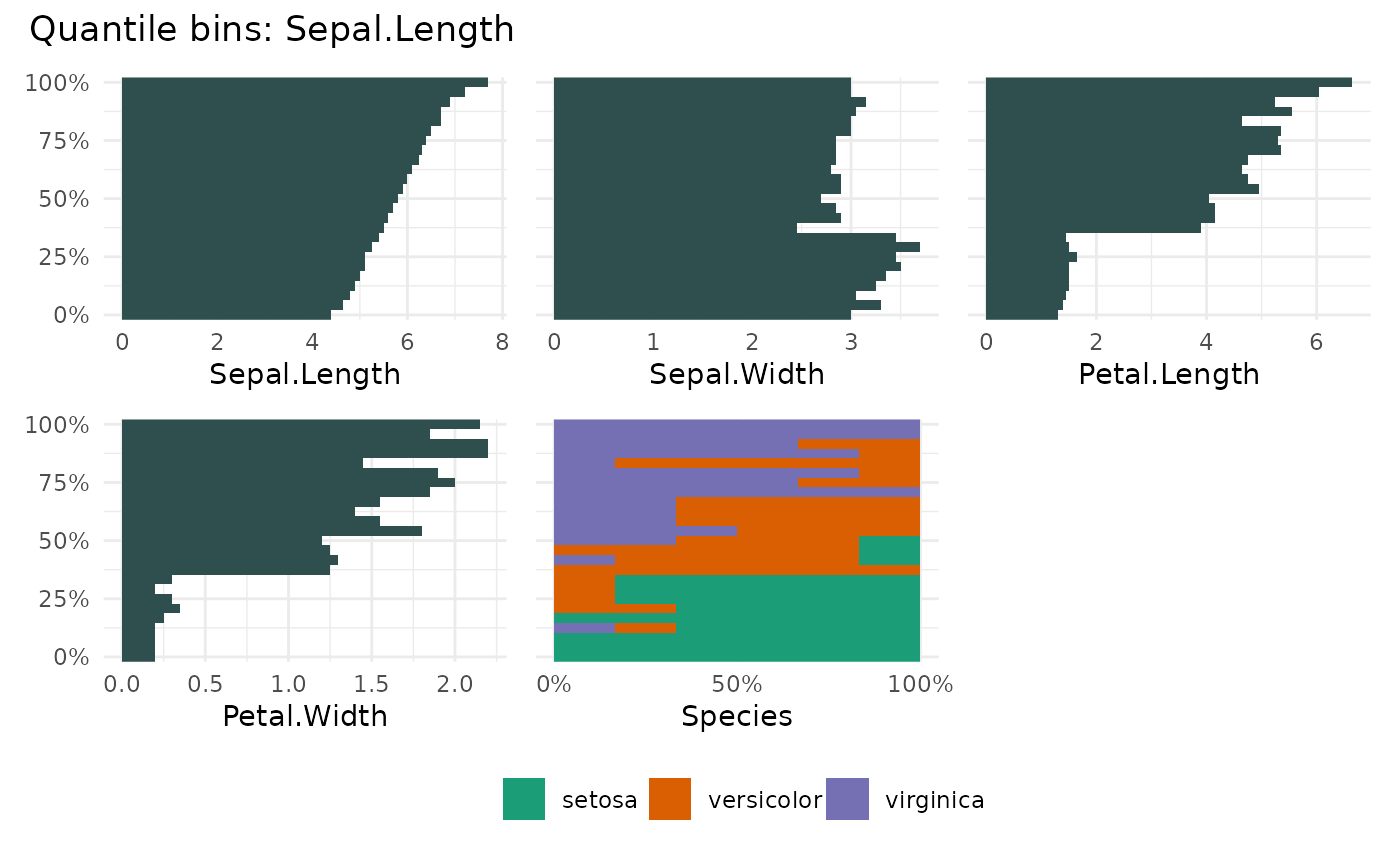 Quantile bins: Sepal.Length
100%
75%
50%
25%
0%
0 2 4 6 8
0 1 2 3
0 2 4 6
Sepal.Length
Sepal.Width
Petal.Length
100%
75%
50%
25%
0%
0.0 0.5 1.0 1.5 2.0
0% 50% 100%
Petal.Width
Species
setosa versicolor virginica